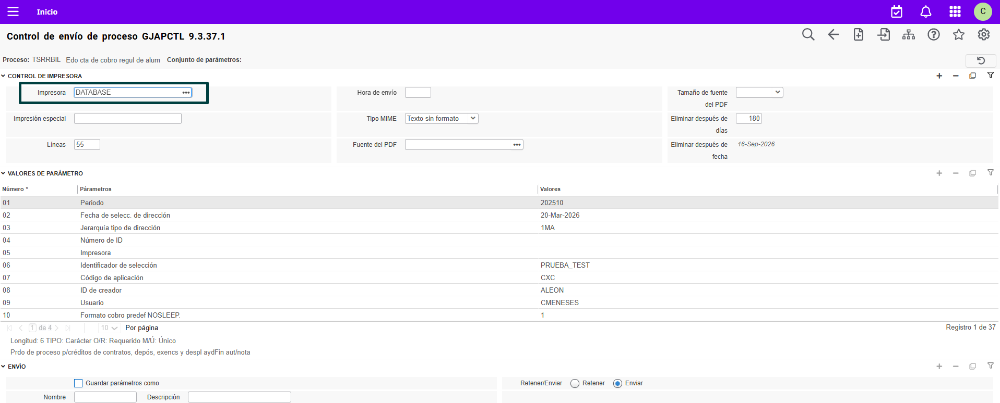 Inicio
C
Control de envío de proceso GJAPCTL 9.3.37.1
Proceso: TSRRBIL Edo cta de cobro regul de alum Conjunto de parámetros:
CONTROL DE IMPRESORA
Impresora DATABASE Hora de envío Tamaño de fuente del PDF
Impresión especial Tipo MIME Texto sin formato Eliminar después de días 180
Líneas 55 Fuente del PDF Eliminar después de fecha 16-Sep-2026
VALORES DE PARÁMETRO
Número * Párametros Valores
01 Periodo 202510
02 Fecha de selecc. de dirección 20-Mar-2026
03 Jerarquía tipo de dirección 1MA
04 Número de ID
05 Impresora
06 Identificador de selección PRUEBA_TEST
07 Código de aplicación CXC
08 ID de creador ALEON
09 Usuario CMENESES
10 Formato cobro predef NOSLEEP. 1
1 de 4 10 Por página Registro 1 de 37
Longitud: 6 TIPO: Carácter O/R: Requerido M/Ú: Único
Prdo de proceso p/créditos de contratos, depós, exencs y despl aydFin aut/nota
ENVÍO
Guardar parámetros como Retener/Enviar Retener Enviar
Nombre Descripción